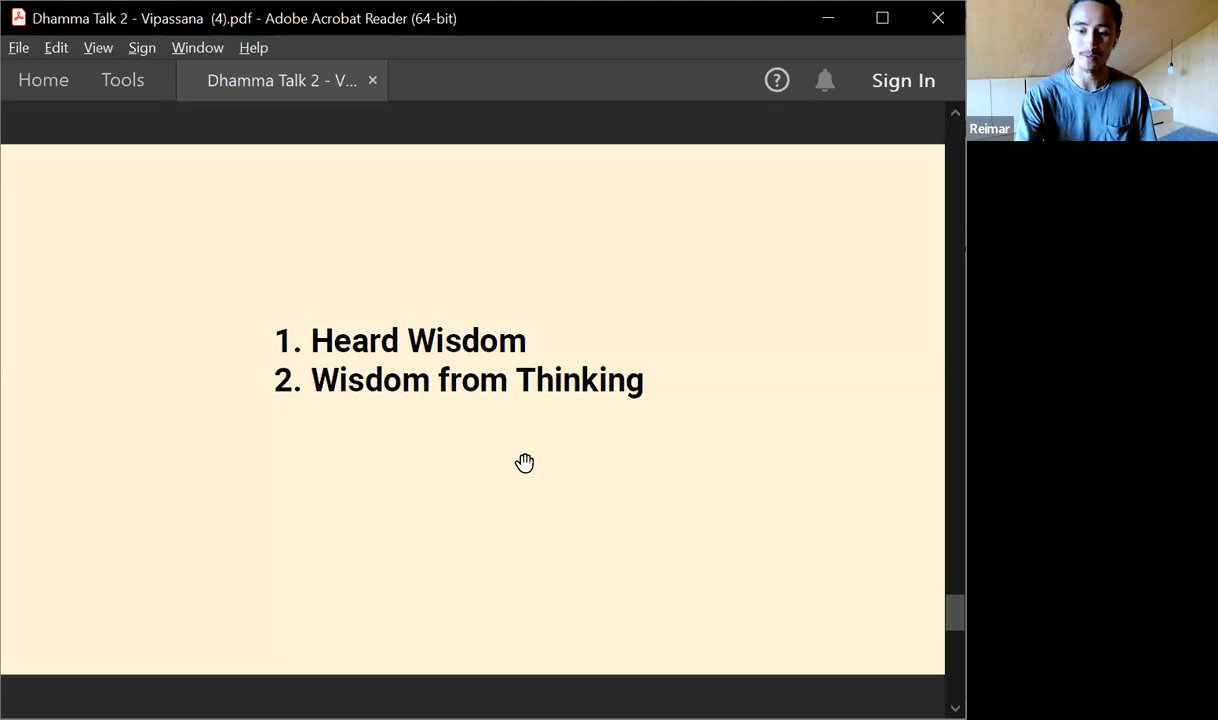 Dhamma Talk 2 - Vipassana (4).pdf - Adobe Acrobat Reader (64-bit)
File Edit View Sign Window Help
Home Tools Dhamma Talk 2 - V... × ? Sign In
Reimar
1. Heard Wisdom
2. Wisdom from Thinking